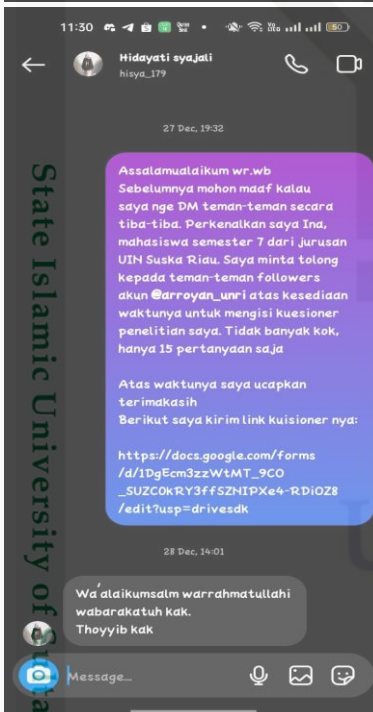 11:30
Hidayati syajali
hisya_179
27 Dec, 19:32
Assalamualaikum wr.wb
Sebelumnya mohon maaf kalau
saya nge DM teman-teman secara
tiba-tiba. Perkenalkan saya Ina,
mahasiswa semester 7 dari jurusan
UIN Suska Riau. Saya minta tolong
kepada teman-teman followers
akun @arroyan_unri atas kesediaan
waktunya untuk mengisi kuesioner
penelitian saya. Tidak banyak kok,
hanya 15 pertanyaan saja
Atas waktunya saya ucapkan
terimakasih
Berikut saya kirim link kuisioner nya:
https://docs.google.com/forms
/d/1DgEcm3zzWtMT_9CO
_SUZC0kRY3ffSZNIPXe4-RDiOZ8
/edit?usp=drivesdk
28 Dec, 14:01
Wa'alaikumsalm warrahmatullahi
wabarakatuh kak.
Thoyyib kak
Message...
State Islamic University of